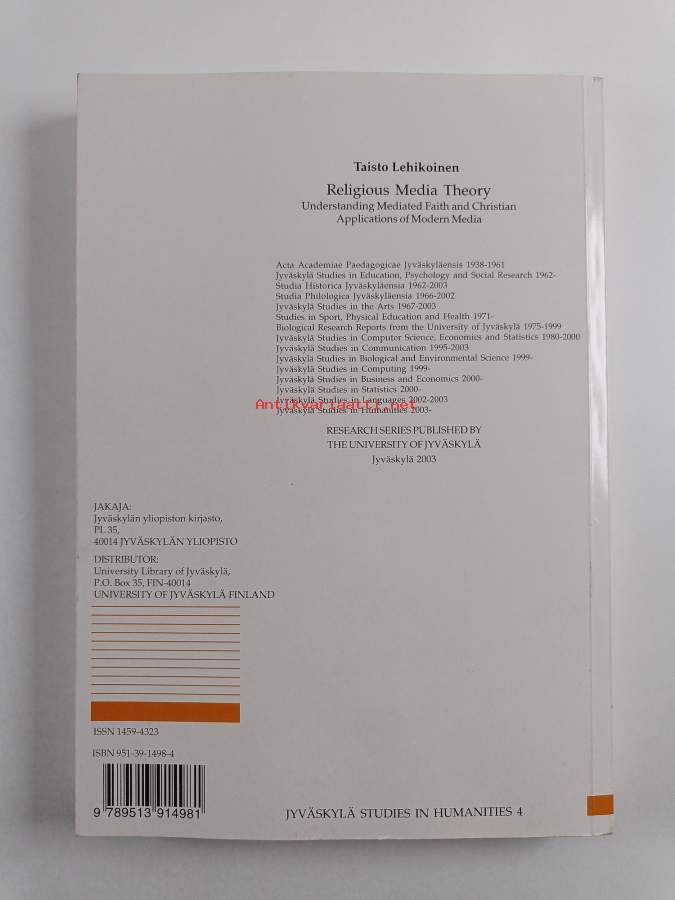 Taisto Lehikoinen
Religious Media Theory
Understanding Mediated Faith and Christian
Applications of Modern Media
Acta Academiae Paedagogicae Jyväskyläensis 1938-1961
Jyväskylä Studies in Education, Psychology and Social Research 1962-
Studia Historica Jyväskyläensia 1962-2003
Studia Philologica Jyväskyläensia 1966-2002
Jyväskylä Studies in the Arts 1967-2003
Studies in Sport, Physical Education and Health 1971-
Biological Research Reports from the University of Jyväskylä 1975-1999
Jyväskylä Studies in Computer Science, Economics and Statistics 1980-2000
Jyväskylä Studies in Communication 1995-2003
Jyväskylä Studies in Biological and Environmental Science 1999-
Jyväskylä Studies in Computing 1999-
Jyväskylä Studies in Business and Economics 2000-
Jyväskylä Studies in Statistics 2000-
Jyväskylä Studies in Languages 2002-2003
Antikvariaatit.net
Jyväskylä Studies in Humanities 2003-
RESEARCH SERIES PUBLISHED BY
THE UNIVERSITY OF JYVÄSKYLÄ
Jyväskylä 2003
JAKAJA:
Jyväskylän yliopiston kirjasto,
PL 35,
40014 JYVÄSKYLÄN YLIOPISTO
DISTRIBUTOR:
University Library of Jyväskylä,
P.O. Box 35, FIN-40014
UNIVERSITY OF JYVÄSKYLÄ FINLAND
ISSN 1459-4323
ISBN 951-39-1498-4
9 789513 914981
JYVÄSKYLÄ STUDIES IN HUMANITIES 4